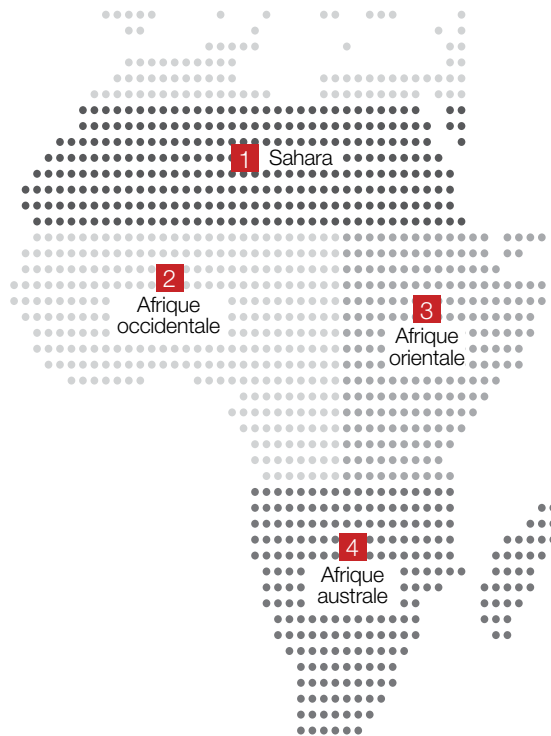 1 Sahara
2
Afrique
occidentale
3
Afrique
orientale
4
Afrique
australe